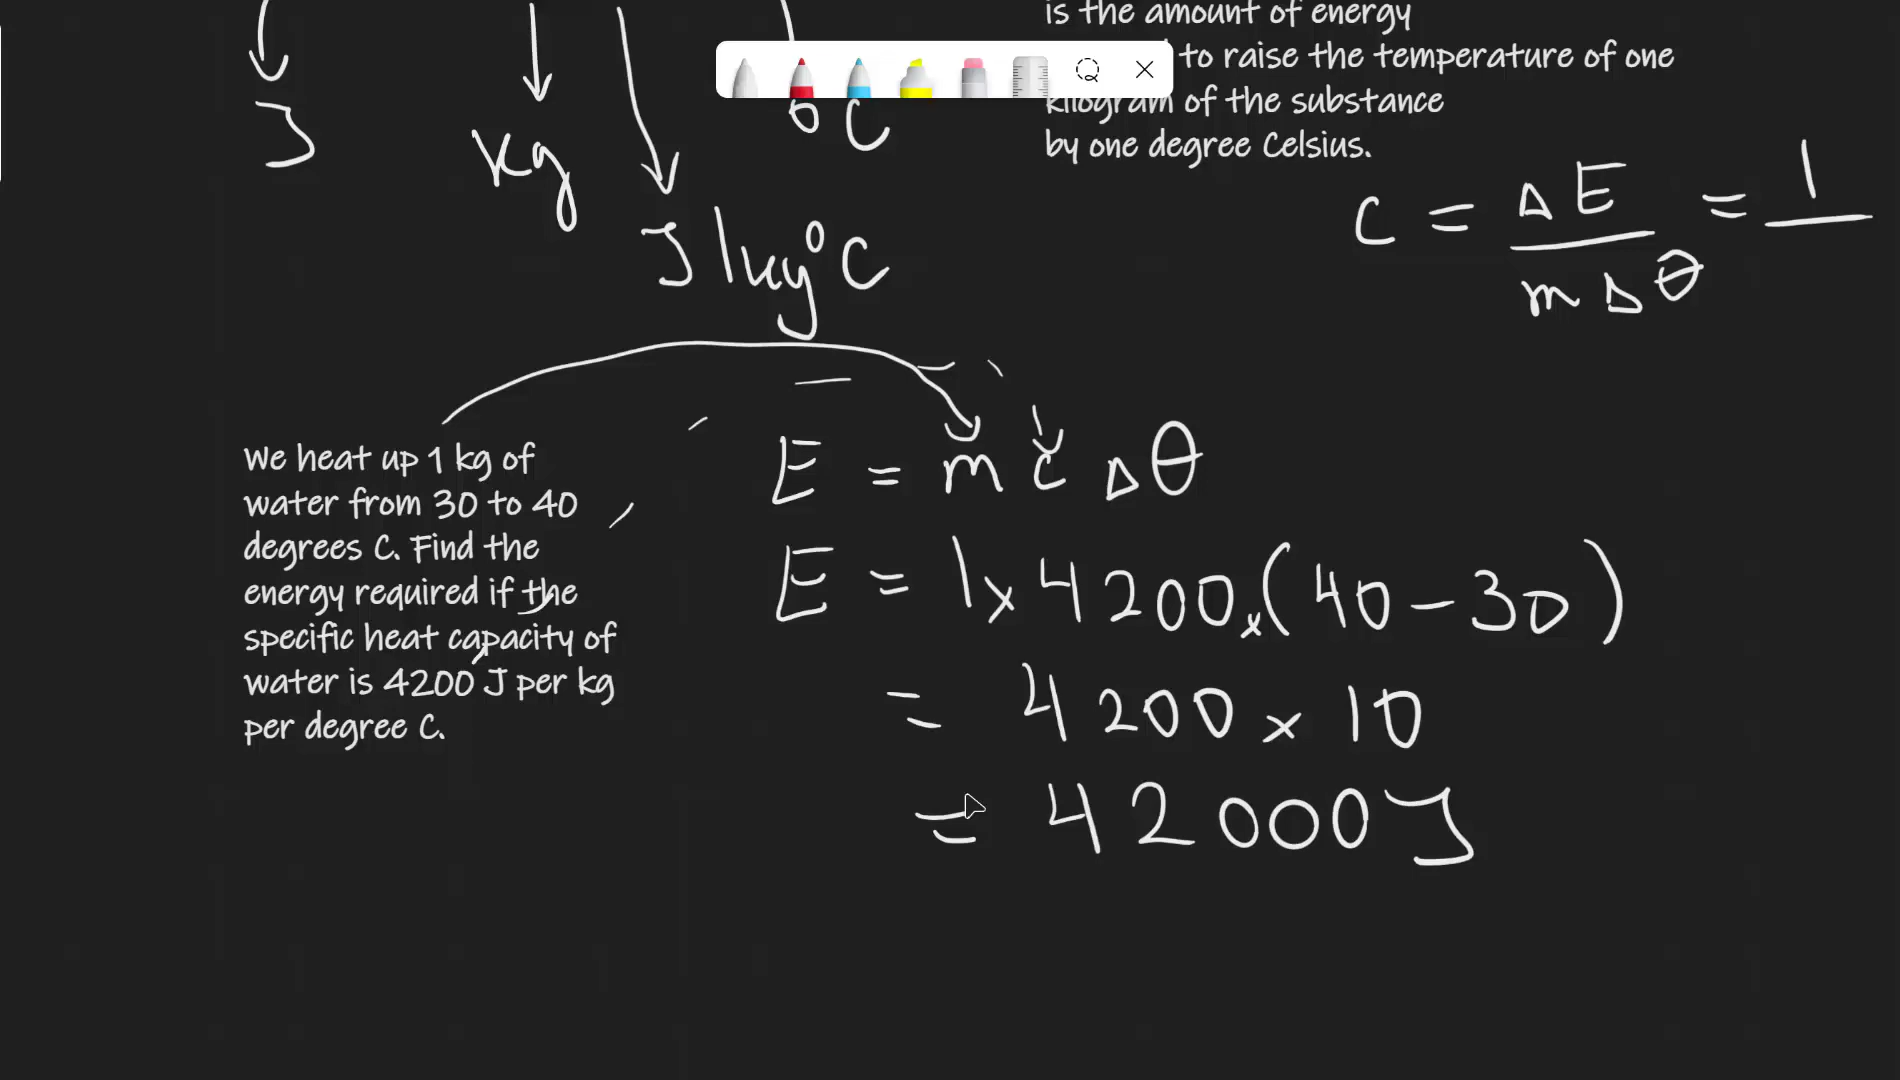 is the amount of energy
to raise the temperature of one
°C
kilogram of the substance
J
kg
by one degree Celsius.
C = ΔE / mΔθ = 1
J/kg°C
We heat up 1 kg of
water from 30 to 40
degrees C. Find the
energy required if the
specific heat capacity of
water is 4200 J per kg
per degree C.
E = m c Δθ
E = 1 x 4200 x (40 - 30)
= 4200 x 10
= 42000 J